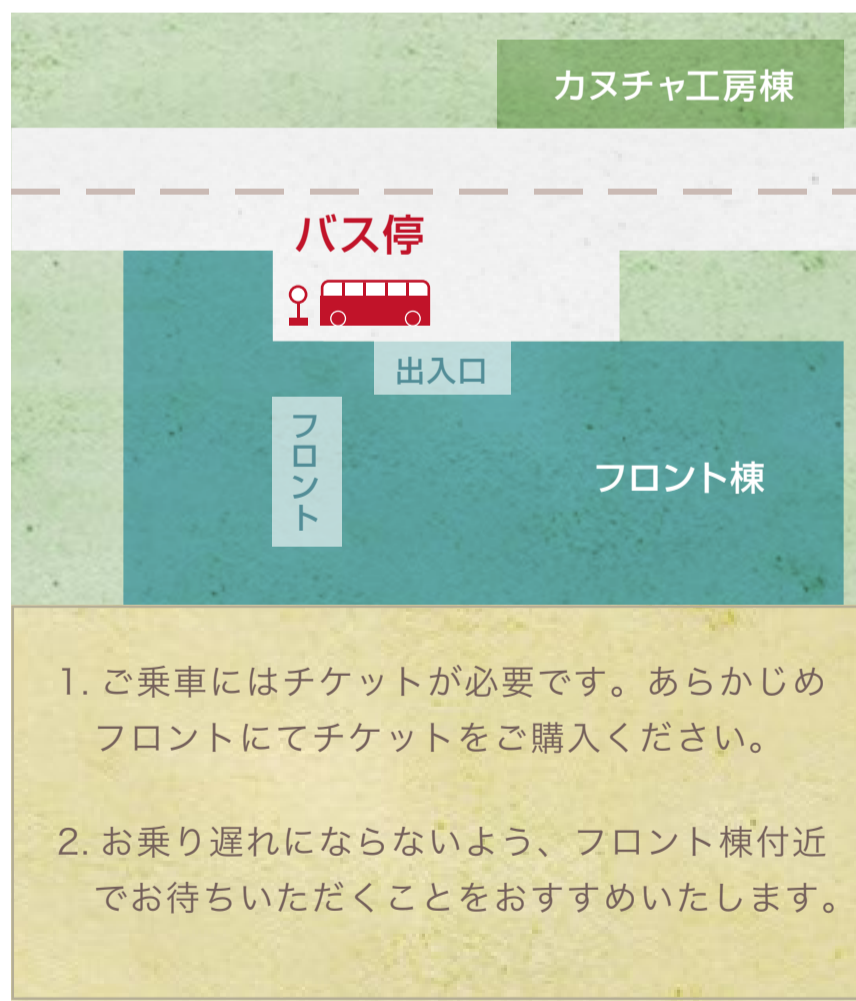 カヌチャ工房棟
バス停
出入口
フロント
フロント棟
1. ご乗車にはチケットが必要です。あらかじめ
フロントにてチケットをご購入ください。
2. お乗り遅れにならないよう、フロント棟付近
でお待ちいただくことをおすすめいたします。